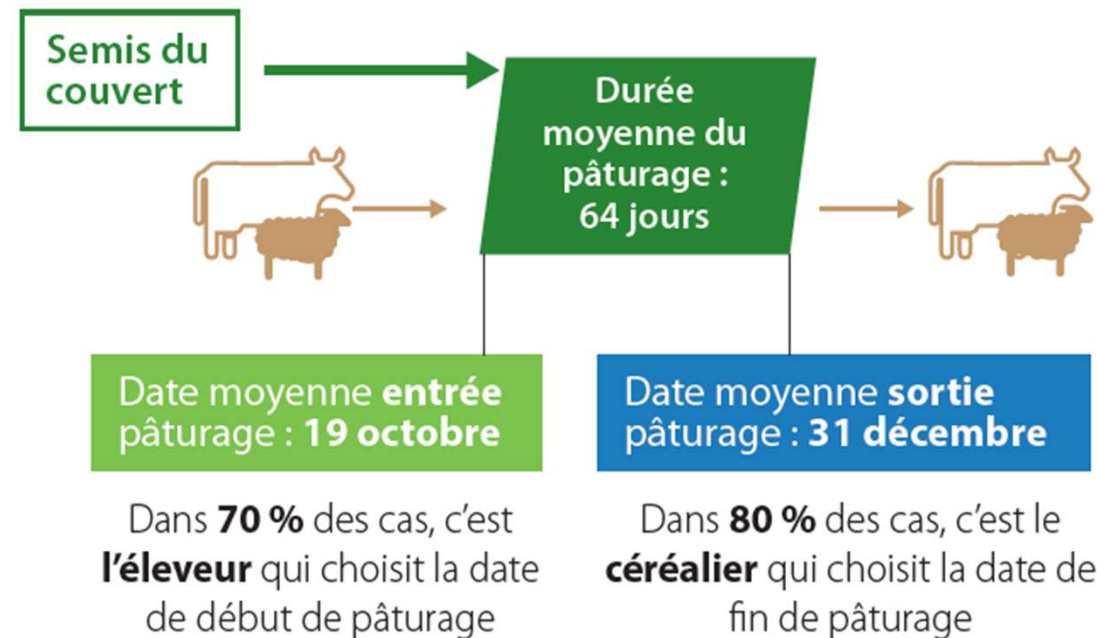 Semis du
couvert
Durée
moyenne du
pâturage :
64 jours
Date moyenne entrée
pâturage : 19 octobre
Date moyenne sortie
pâturage : 31 décembre
Dans 70 % des cas, c’est
l’éleveur qui choisit la date
de début de pâturage
Dans 80 % des cas, c’est le
céréalier qui choisit la date de
fin de pâturage